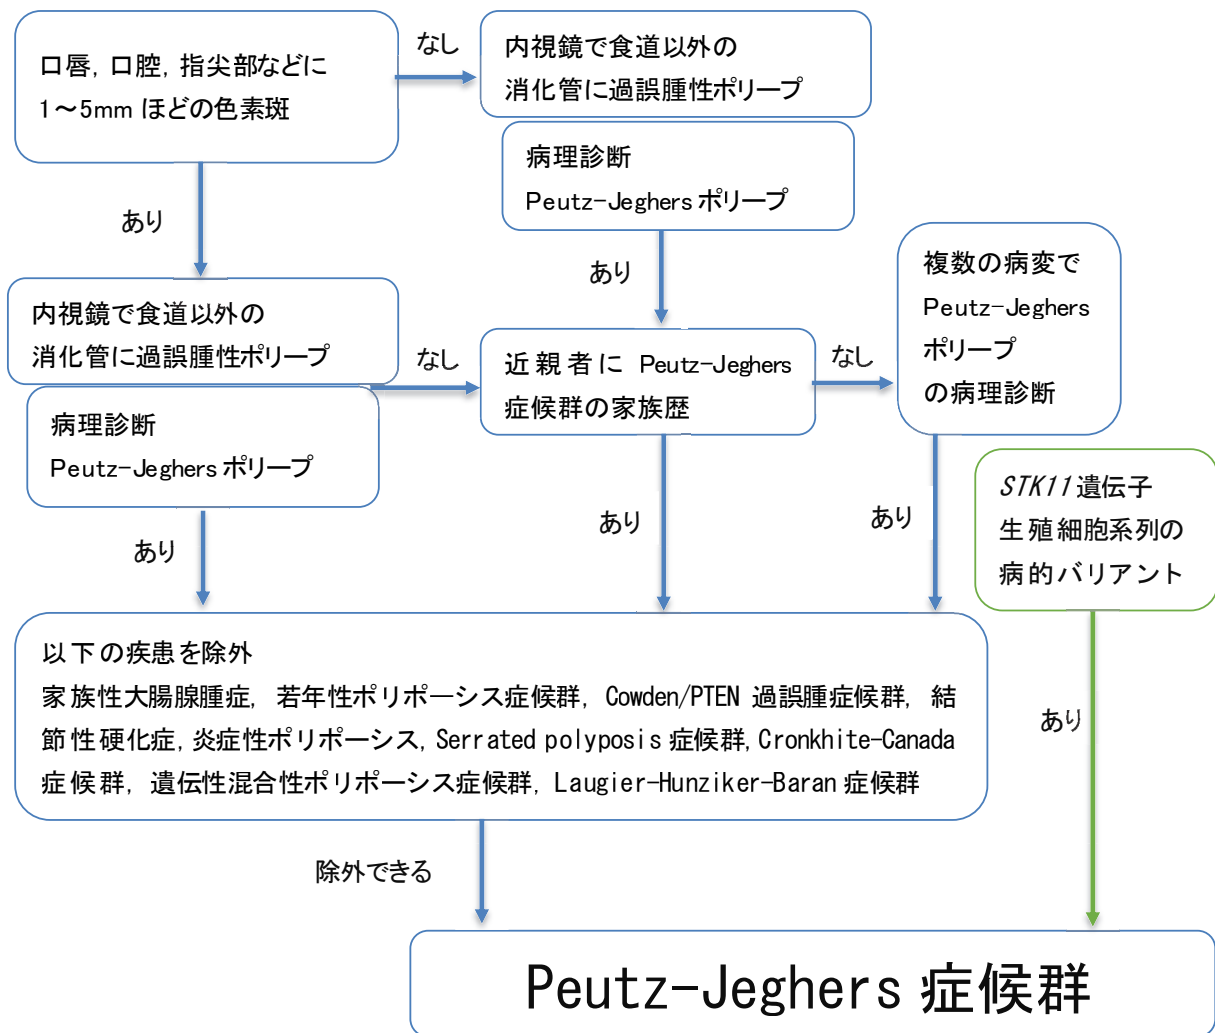 口唇, 口腔, 指尖部などに
1～5mm ほどの色素斑
なし
内視鏡で食道以外の
消化管に過誤腫性ポリープ
病理診断
Peutz-Jeghers ポリープ
あり
あり
内視鏡で食道以外の
消化管に過誤腫性ポリープ
病理診断
Peutz-Jeghers ポリープ
なし
近親者に Peutz-Jeghers
症候群の家族歴
なし
複数の病変で
Peutz-Jeghers
ポリープ
の病理診断
あり
あり
あり
STK11 遺伝子
生殖細胞系列の
病的バリアント
以下の疾患を除外
家族性大腸腺腫症, 若年性ポリポーシス症候群, Cowden/PTEN 過誤腫症候群, 結
節性硬化症, 炎症性ポリポーシス, Serrated polyposis 症候群, Cronkhite-Canada
症候群, 遺伝性混合性ポリポーシス症候群, Laugier-Hunziker-Baran 症候群
あり
除外できる
Peutz-Jeghers 症候群